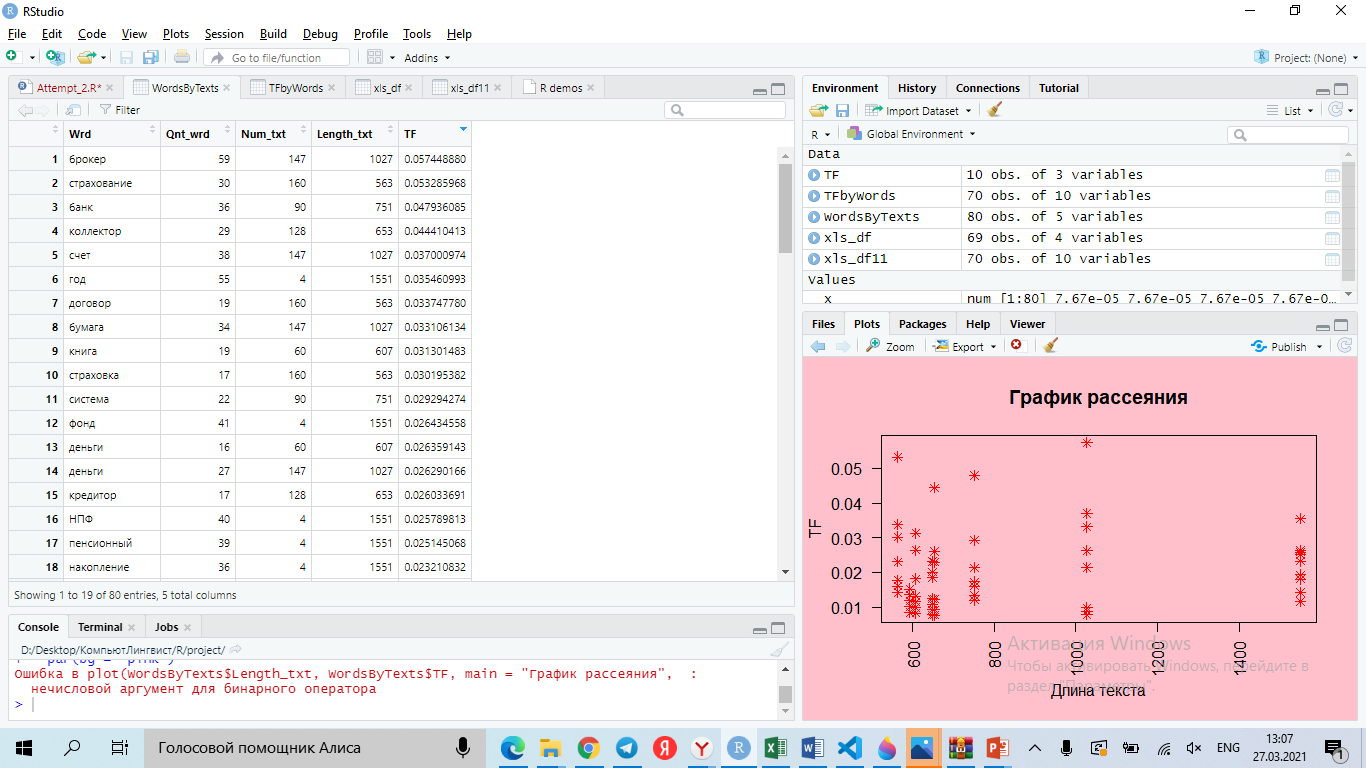 RStudio
File Edit Code View Plots Session Build Debug Profile Tools Help
Go to file/function Addins Project: (None)
Attempt_2.R* WordsByTexts TFbyWords xls_df xls_df11 R demos
Filter
Wrd Qnt_wrd Num_txt Length_txt TF
1 брокер 59 147 1027 0.057448880
2 страхование 30 160 563 0.053285968
3 банк 36 90 751 0.047936085
4 коллектор 29 128 653 0.044410413
5 счет 38 147 1027 0.037000974
6 год 55 4 1551 0.035460993
7 договор 19 160 563 0.033747780
8 бумага 34 147 1027 0.033106134
9 книга 19 60 607 0.031301483
10 страховка 17 160 563 0.030195382
11 система 22 90 751 0.029294274
12 фонд 41 4 1551 0.026434558
13 деньги 16 60 607 0.026359143
14 деньги 27 147 1027 0.026290166
15 кредитор 17 128 653 0.026033691
16 НПФ 40 4 1551 0.025789813
17 пенсионный 39 4 1551 0.025145068
18 накопление 36 4 1551 0.023210832
Showing 1 to 19 of 80 entries, 5 total columns
Console Terminal Jobs
D:/Desktop/КомпьютЛингвист/R/project/
+ par(bg = "pink")
Ошибка в plot(WordsByTexts$Length_txt, WordsByTexts$TF, main = "График рассеяния", :
нечисловой аргумент для бинарного оператора
>
Environment History Connections Tutorial
Import Dataset List
R Global Environment
Data
TF 10 obs. of 3 variables
TFbyWords 70 obs. of 10 variables
WordsByTexts 80 obs. of 5 variables
xls_df 69 obs. of 4 variables
xls_df11 70 obs. of 10 variables
Values
x num [1:80] 7.67e-05 7.67e-05 7.67e-05 7.67e-0…
Files Plots Packages Help Viewer
Zoom Export Publish
График рассеяния
TF
0.05
0.04
0.03
0.02
0.01
600 800 1000 1200 1400
Длина текста
Активация Windows
Чтобы активировать Windows, перейдите в
раздел "Параметры".
Голосовой помощник Алиса
ENG
13:07
27.03.2021
1